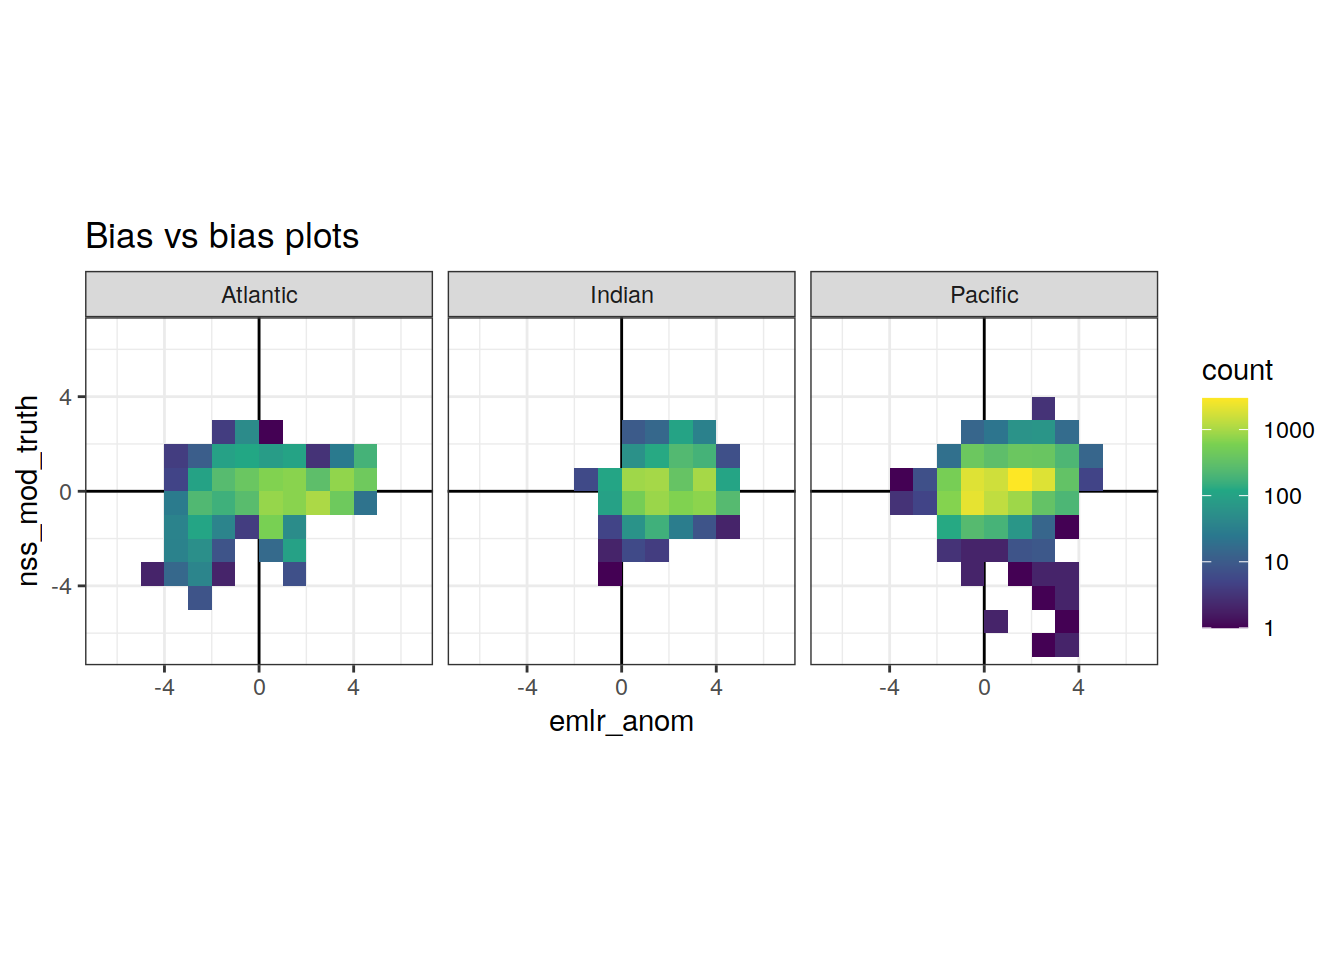 Bias vs bias plots
Atlantic
Indian
Pacific
nss_mod_truth
4
0
-4
-4
0
4
-4
0
4
-4
0
4
emlr_anom
count
1000
100
10
1